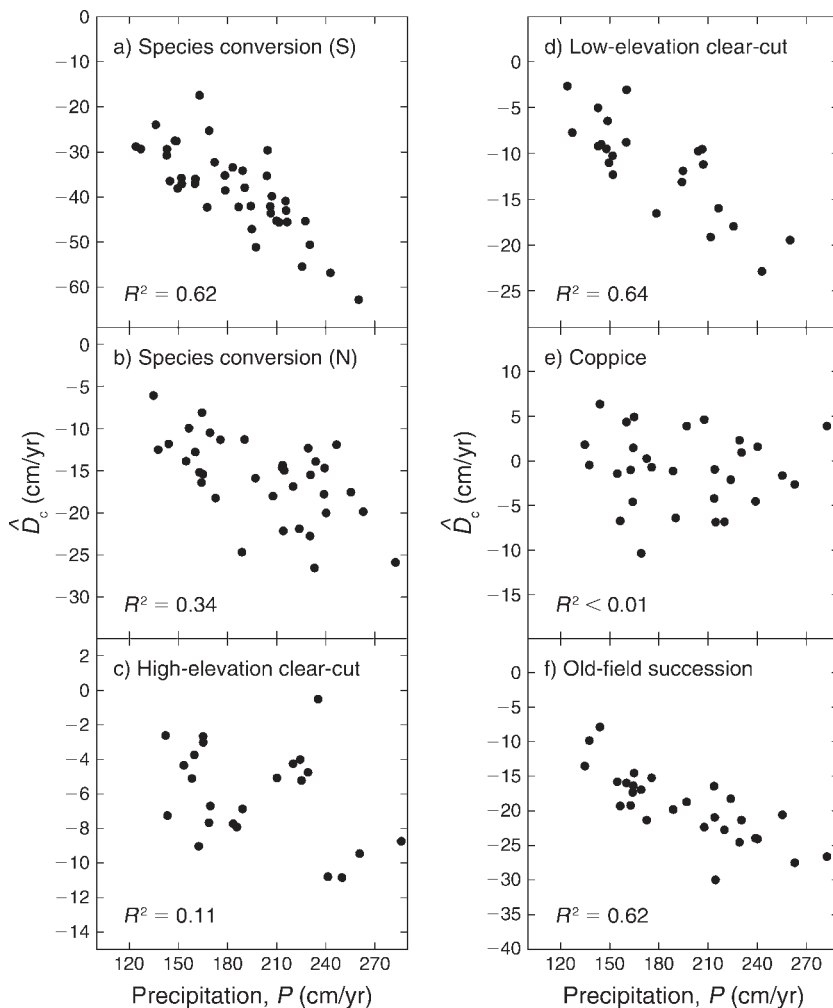 a) Species conversion (S)
0
−10
−20
−30
−40
−50
−60
R² = 0.62
b) Species conversion (N)
0
−5
−10
−15
−20
−25
−30
R² = 0.34
D̂c (cm/yr)
c) High-elevation clear-cut
2
0
−2
−4
−6
−8
−10
−12
−14
R² = 0.11
120 150 180 210 240 270
Precipitation, P (cm/yr)
d) Low-elevation clear-cut
5
0
−5
−10
−15
−20
−25
R² = 0.64
e) Coppice
10
5
0
−5
−10
−15
R² < 0.01
D̂c (cm/yr)
f) Old-field succession
0
−5
−10
−15
−20
−25
−30
−35
−40
R² = 0.62
120 150 180 210 240 270
Precipitation, P (cm/yr)